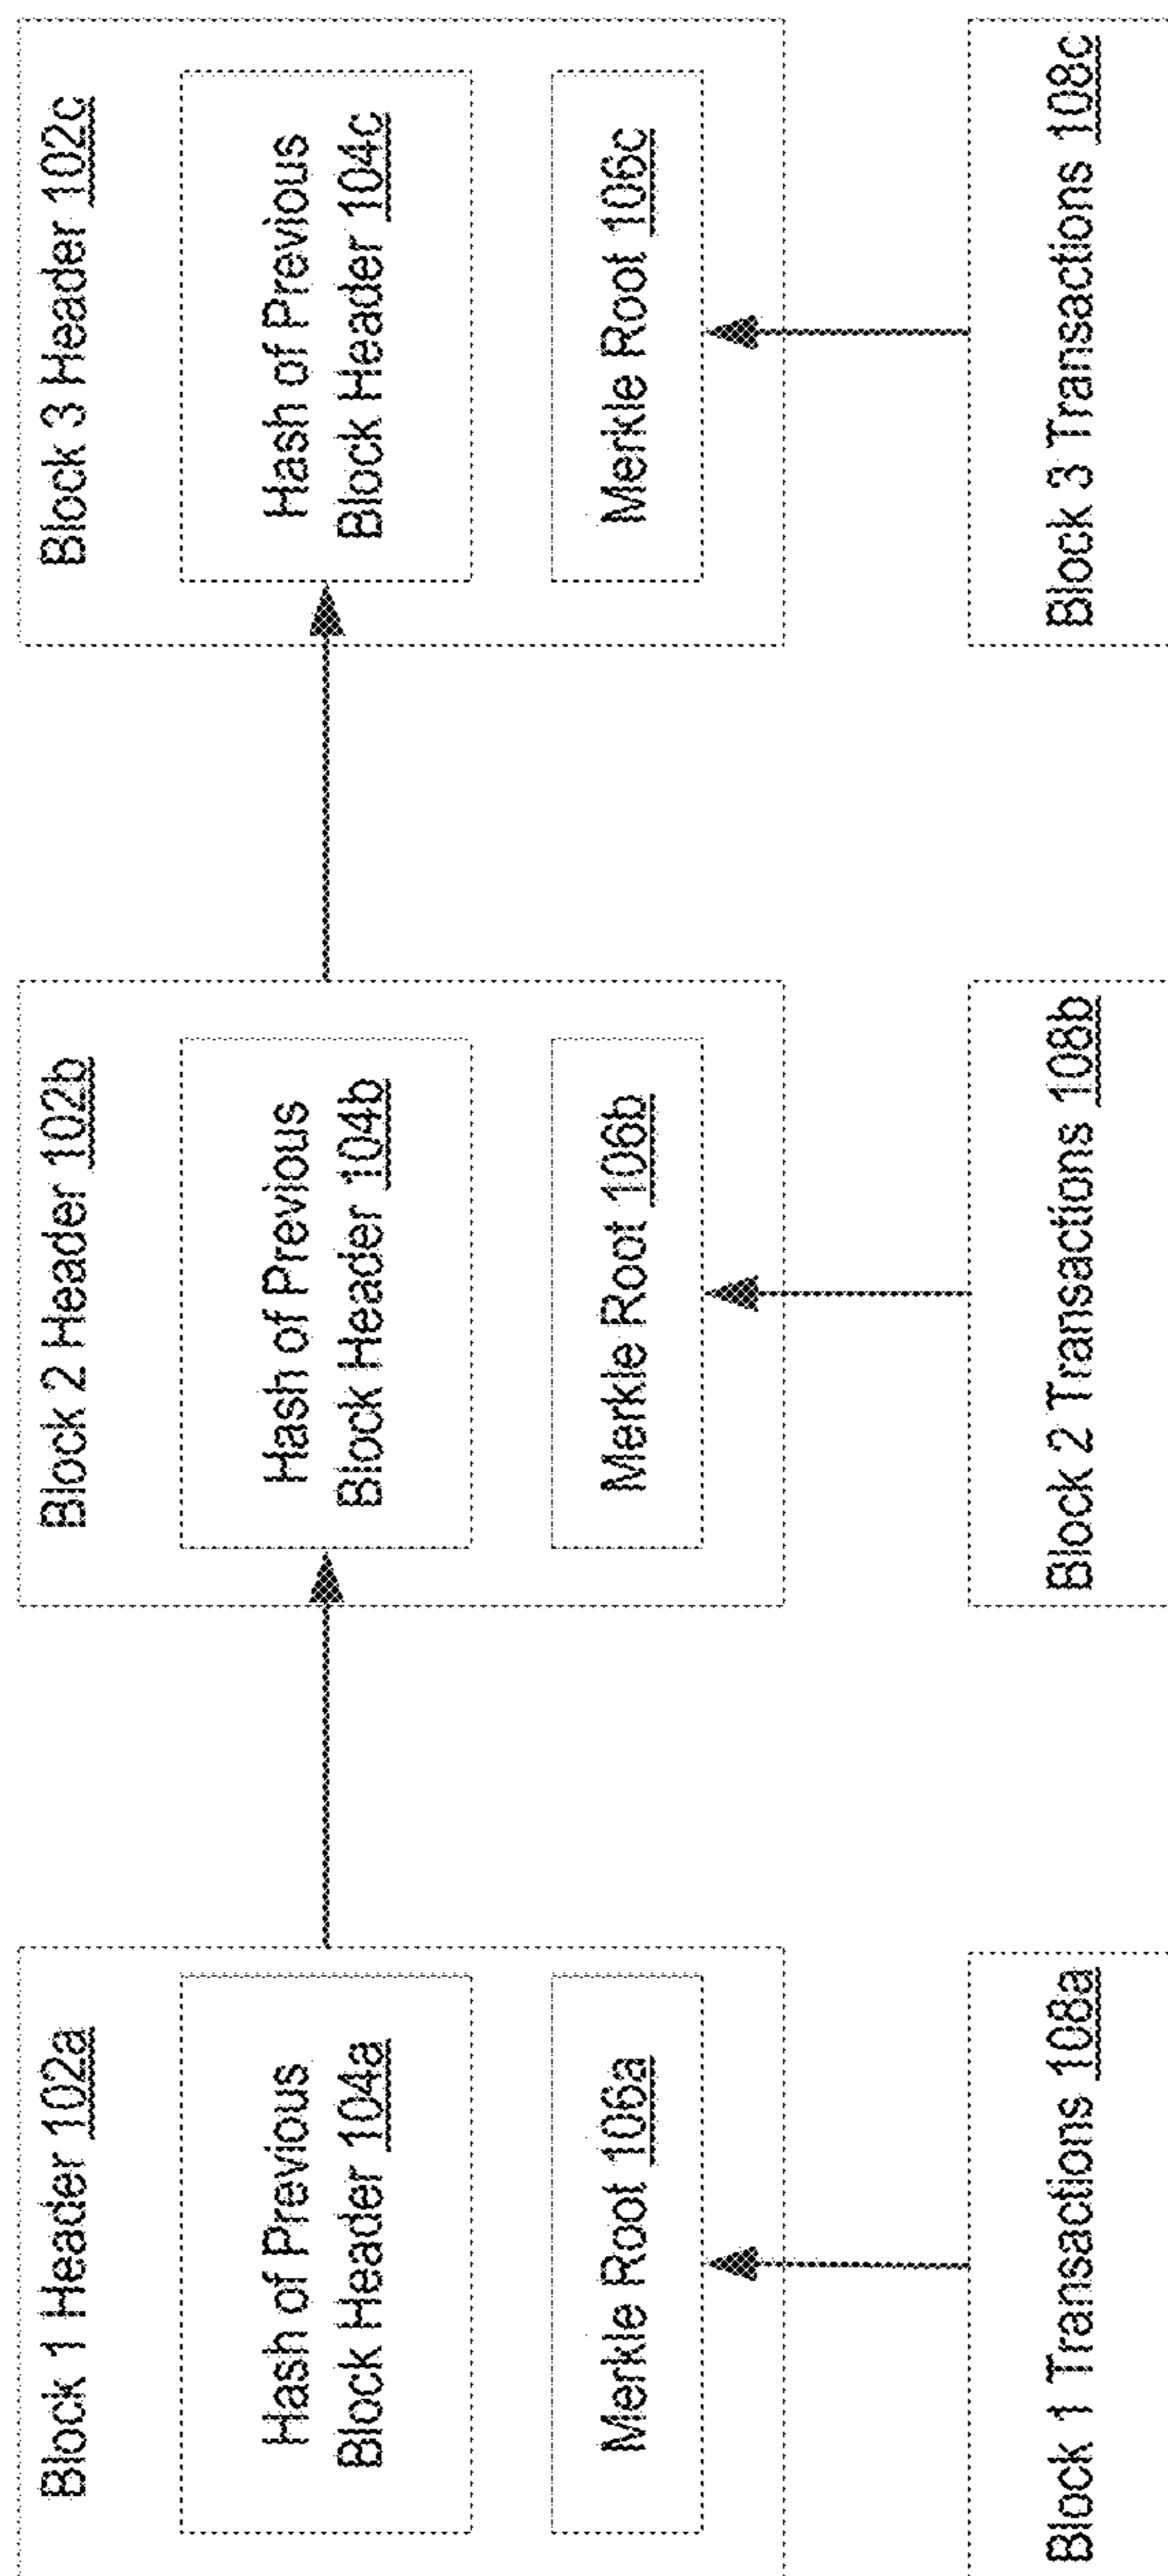 Block 1 Header 102a
Hash of Previous
Block Header 104a
Merkle Root 106a
Block 1 Transactions 108a
Block 2 Header 102b
Hash of Previous
Block Header 104b
Merkle Root 106b
Block 2 Transactions 108b
Block 3 Header 102c
Hash of Previous
Block Header 104c
Merkle Root 106c
Block 3 Transactions 108c